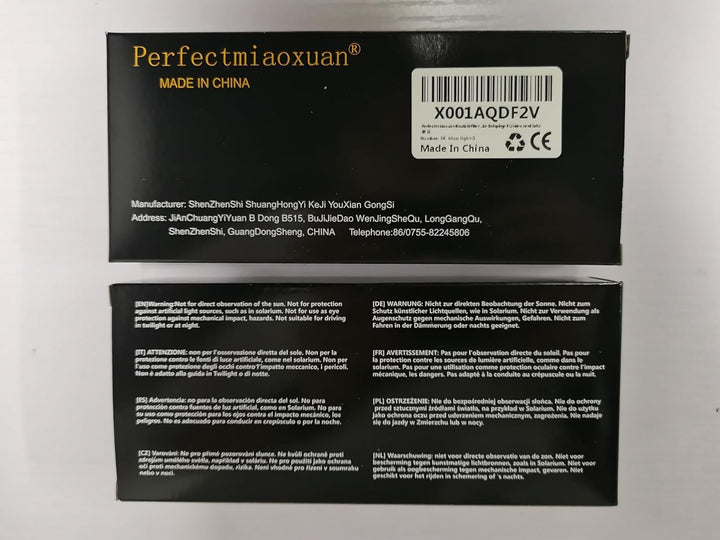 Perfectmiaoxuan®
MADE IN CHINA
X001AQDF2V
Made In China
CE
Manufacturer: ShenZhenShi ShuangHongYi KeJi YouXian GongSi
Address: JiAnChuangYiYuan B Dong B515, BuJiJieDao WenJingSheQu, LongGangQu,
ShenZhenShi, GuangDongSheng, CHINA Telephone:86/0755-82245806
[EN]Warning:Not for direct observation of the sun. Not for protection
against artificial light sources, such as in solarium. Not for use as eye
protection against mechanical impact, hazards. Not suitable for driving
in twilight or at night.
[IT] ATTENZIONE: non per l'osservazione diretta del sole. Non per la
protezione contro le fonti di luce artificiale, come nel solarium. Non per
l'uso come protezione degli occhi contro l'impatto meccanico, i pericoli.
Non è adatto alla guida in Twilight o di notte.
[ES] Advertencia: no para la observación directa del sol. No para
protección contra fuentes de luz artificial, como en Solarium. No para
su uso como protección para los ojos contra el impacto mecánico, los
peligros. No es adecuado para conducir en crepúsculo o por la noche.
[CZ] Varování: Ne pro přímé pozorování slunce. Ne kvůli ochraně proti
zdrojům umělého světla, například v soláriu. Ne pro použití jako ochrana
očí proti mechanickému dopadu, rizika. Není vhodné pro řízení v soumraku
nebo v noci.
[DE] WARNUNG: Nicht zur direkten Beobachtung der Sonne. Nicht zum
Schutz künstlicher Lichtquellen, wie in Solarium. Nicht zur Verwendung als
Augenschutz gegen mechanische Auswirkungen, Gefahren. Nicht zum
Fahren in der Dämmerung oder nachts geeignet.
[FR] AVERTISSEMENT: Pas pour l'observation directe du soleil. Pas pour
la protection contre les sources de lumière artificielle, comme dans le
solarium. Pas pour une utilisation comme protection oculaire contre l'impact
mécanique, les dangers. Pas adapté à la conduite au crépuscule ou la nuit.
[PL] OSTRZEŻENIE: Nie do bezpośredniej obserwacji słońca. Nie do ochrony
przed sztucznymi źródłami światła, na przykład w Solarium. Nie do użytku
jako ochrona oczu przed uderzeniem mechanicznym, zagrożenia. Nie nadaje
się do jazdy w Zmierzchu lub w nocy.
[NL] Waarschuwing: niet voor directe observatie van de zon. Niet voor
bescherming tegen kunstmatige lichtbronnen, zoals in Solarium. Niet voor
gebruik als oogbescherming tegen mechanische impact, gevaren. Niet
geschikt voor het rijden in schemering of 's nachts.